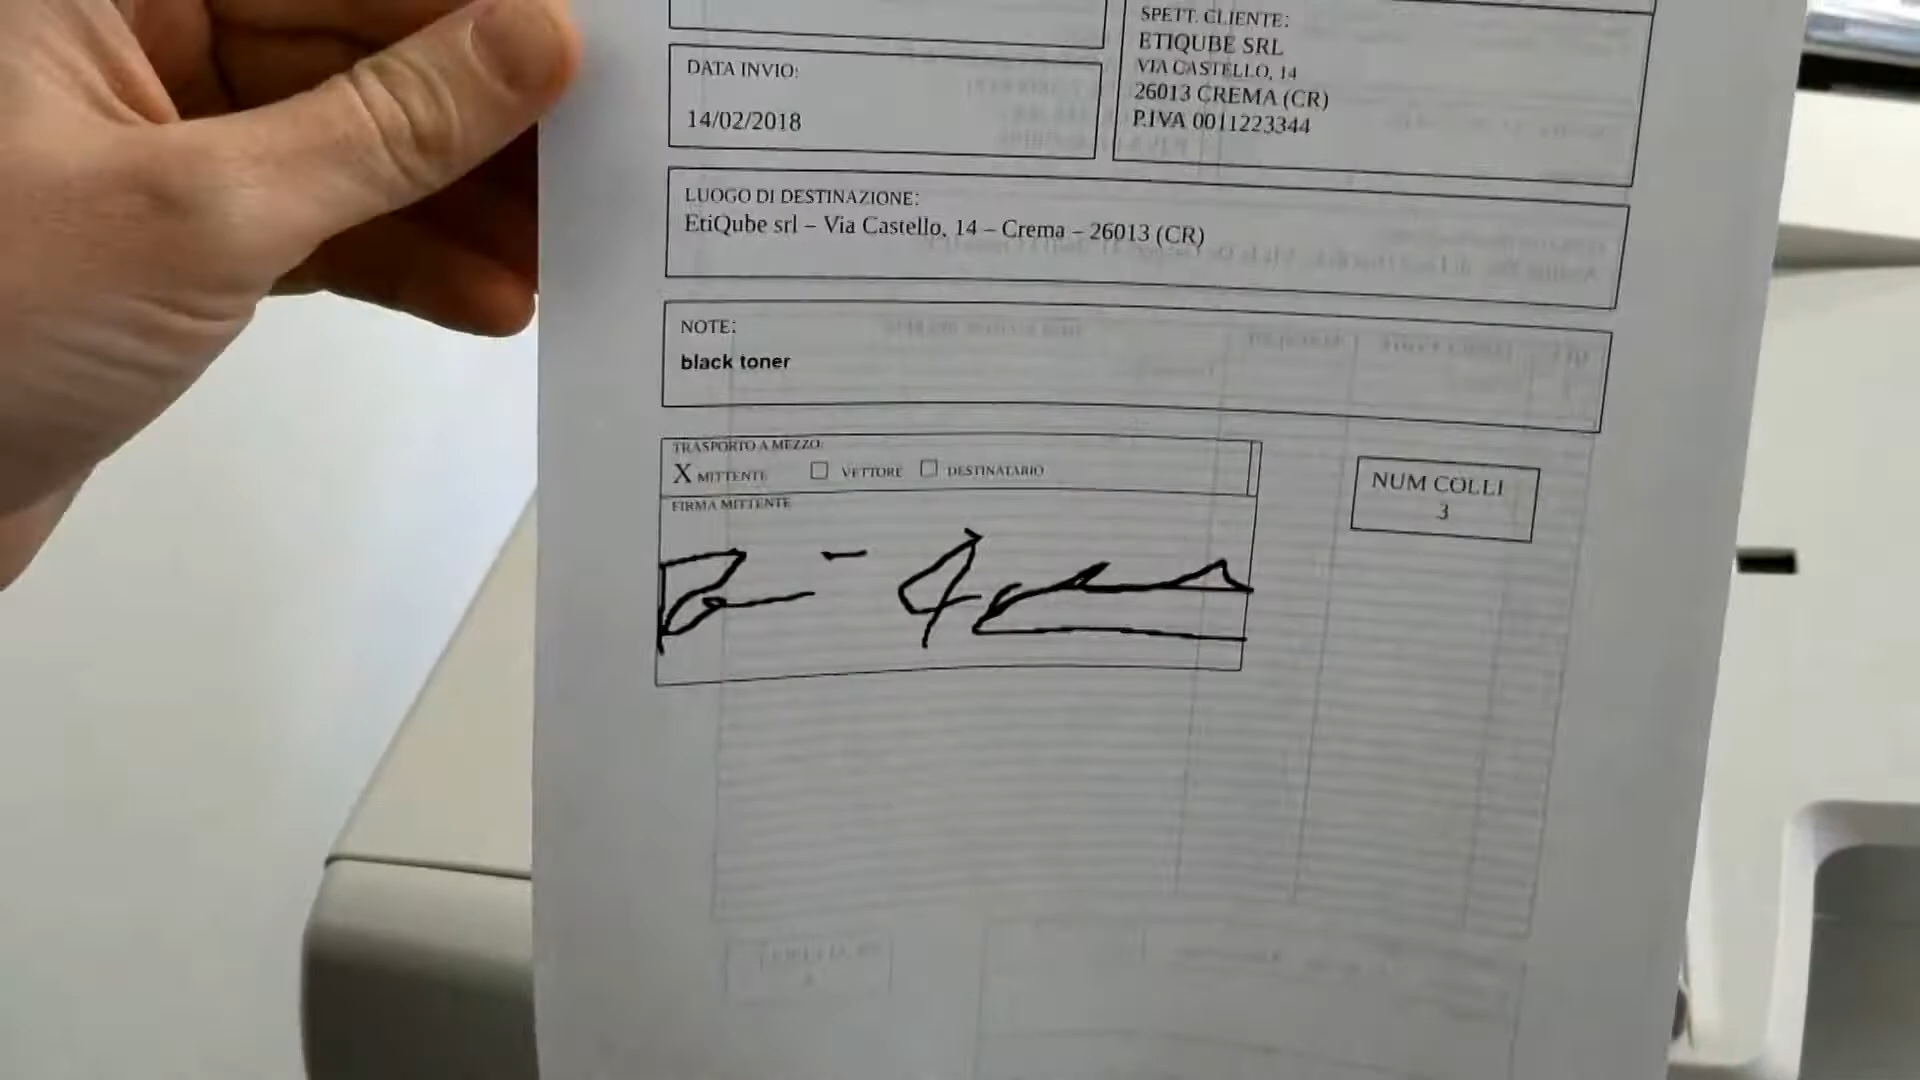 SPETT. CLIENTE:
ETIQUBE SRL
VIA CASTELLO, 14
26013 CREMA (CR)
P.IVA 0011223344
DATA INVIO:
14/02/2018
LUOGO DI DESTINAZIONE:
EtiQube srl – Via Castello, 14 – Crema – 26013 (CR)
NOTE:
black toner
TRASPORTO A MEZZO:
X MITTENTE ☐ VETTORE ☐ DESTINATARIO
FIRMA MITTENTE
NUM COLLI
3